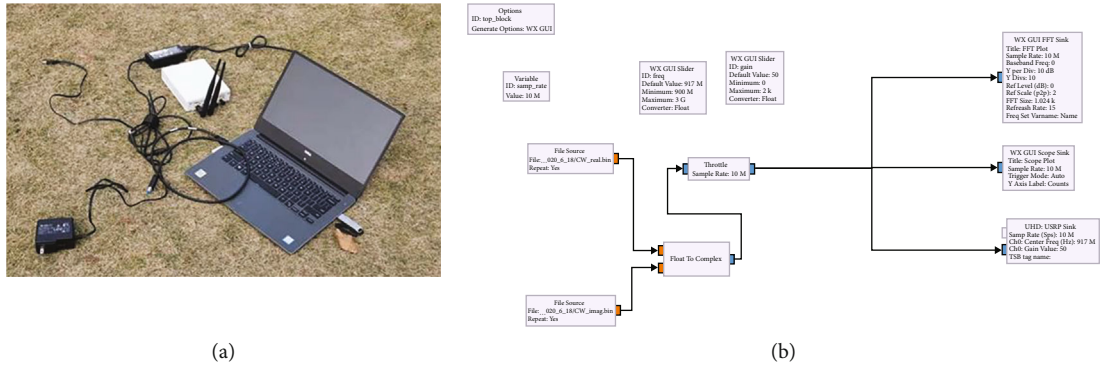 Options
ID: top_block
Generate Options: WX GUI
Variable
ID: samp_rate
Value: 10 M
WX GUI Slider
ID: freq
Default Value: 917 M
Minimum: 900 M
Maximum: 3 G
Converter: Float
WX GUI Slider
ID: gain
Default Value: 50
Minimum: 0
Maximum: 2 k
Converter: Float
WX GUI FFT Sink
Title: FFT Plot
Sample Rate: 10 M
Baseband Freq: 0
Y per Div: 10 dB
Y Divs: 10
Ref Level (dB): 0
Ref Scale (p2p): 2
FFT Size: 1.024 k
Refreash Rate: 15
Freq Set Varname: Name
File Source
File:__020_6_18/CW_real.bin
Repeat: Yes
Throttle
Sample Rate: 10 M
WX GUI Scope Sink
Title: Scope Plot
Sample Rate: 10 M
Trigger Mode: Auto
Y Axis Label: Counts
Float To Complex
UHD: USRP Sink
Samp Rate (Sps): 10 M
Ch0: Center Freq (Hz): 917 M
Ch0: Gain Value: 50
TSB tag name:
File Source
File:__020_6_18/CW_imag.bin
Repeat: Yes
(a)
(b)